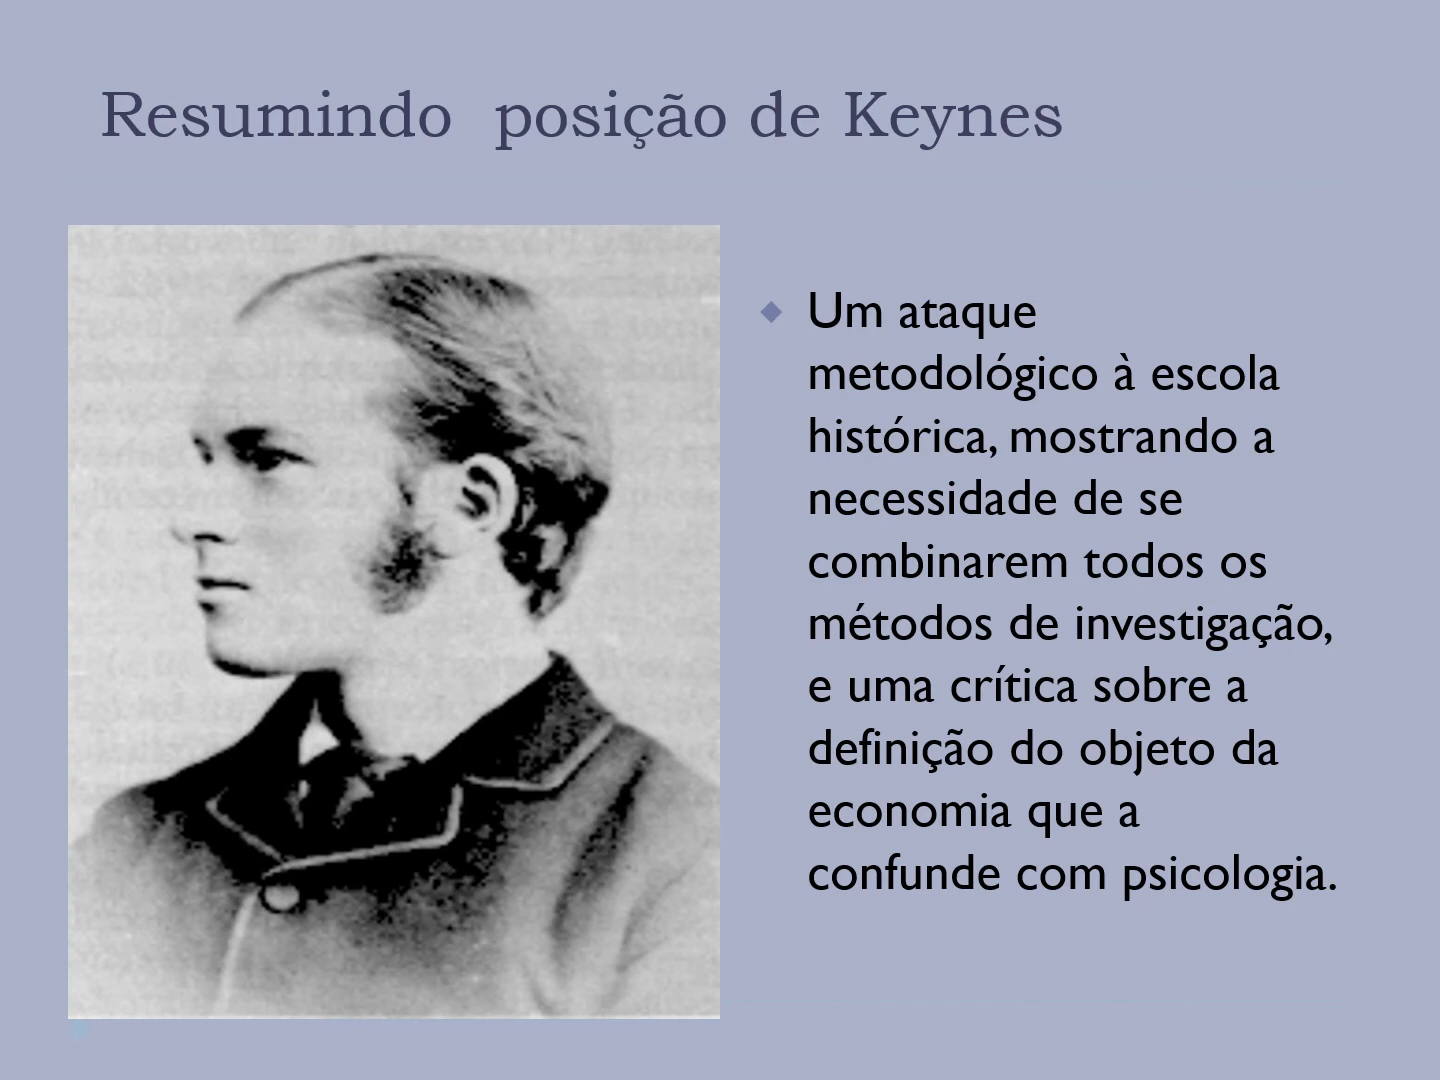 Resumindo  posição de Keynes
Um ataque
metodológico à escola
histórica, mostrando a
necessidade de se
combinarem todos os
métodos de investigação,
e uma crítica sobre a
definição do objeto da
economia que a
confunde com psicologia.